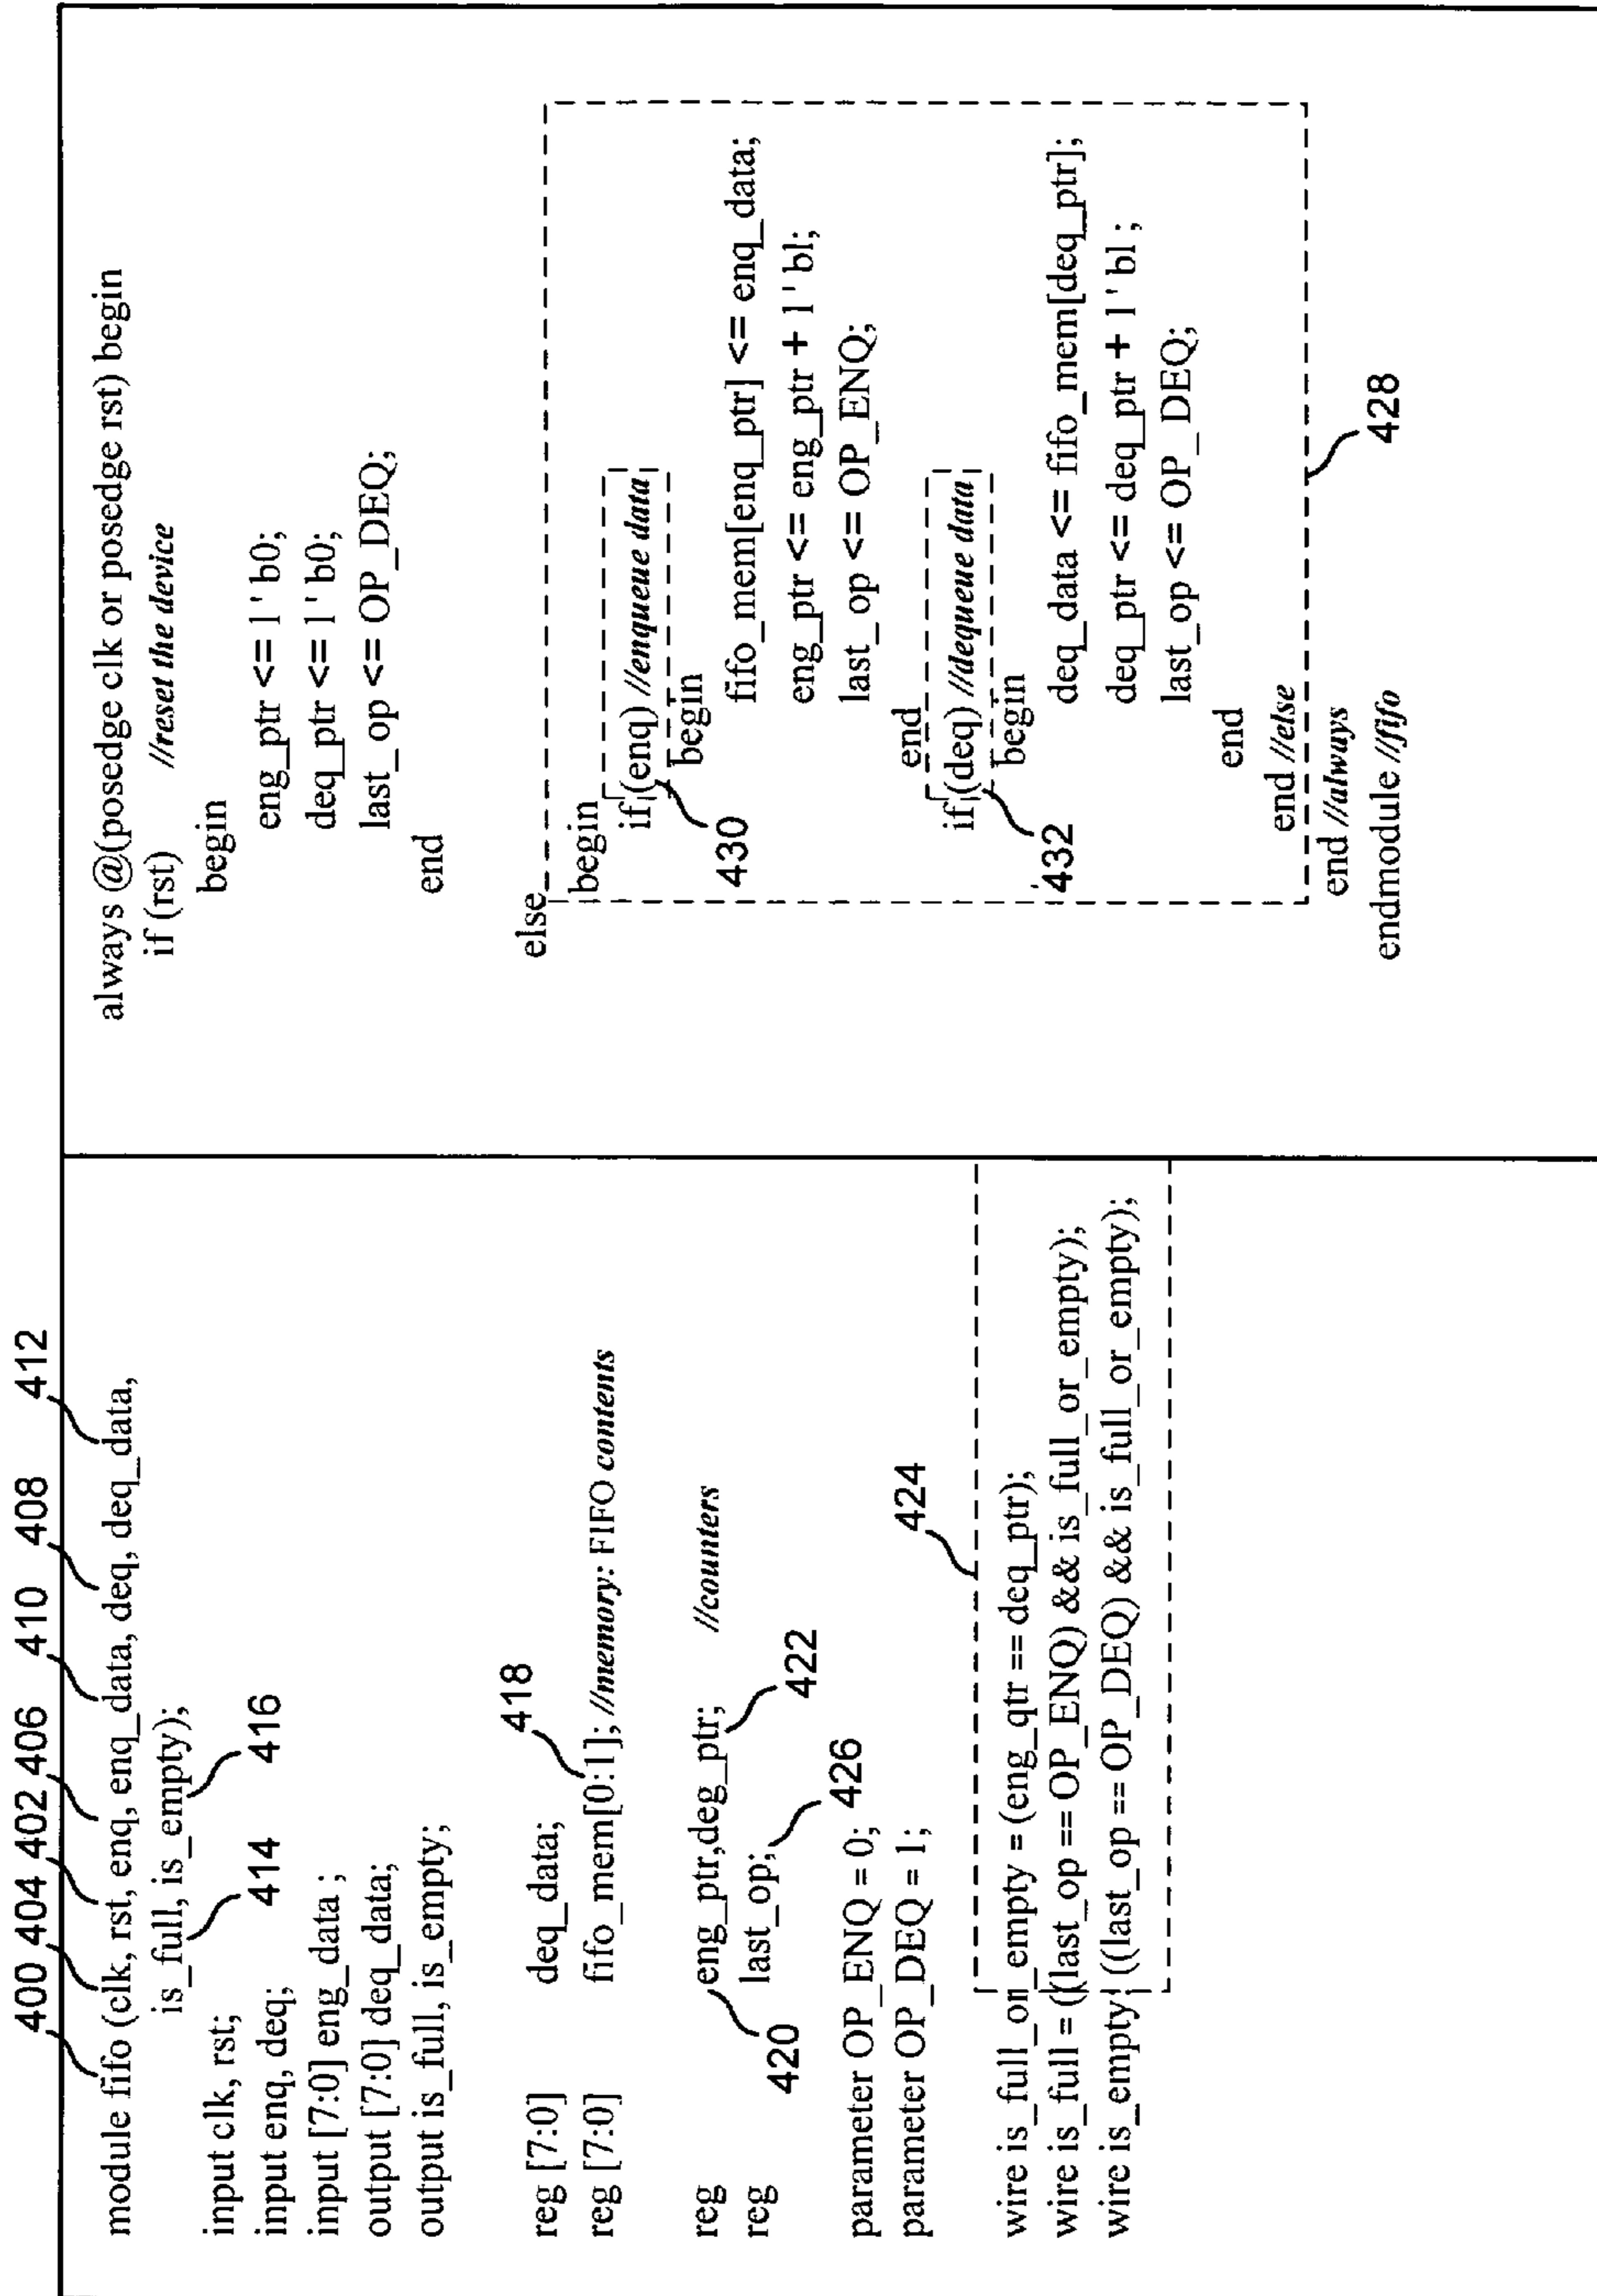 400 404 402 406 410 408 412
module fifo (clk, rst, enq, enq_data, deq, deq_data,
is_full, is_empty);
414 416
input clk, rst;
input enq, deq;
input [7:0] eng_data ;
output [7:0] deq_data;
output is_full, is_empty;
418
reg [7:0] deq_data;
reg [7:0] fifo_mem[0:1]; //memory: FIFO contents
reg eng_ptr,deg_ptr; //counters
420 422
reg last_op;
426
parameter OP_ENQ = 0;
parameter OP_DEQ = 1;
424
wire is_full_or_empty = (eng_qtr == deq_ptr);
wire is_full = ((last_op == OP_ENQ) && is_full_or_empty);
wire is_empty ((last_op == OP_DEQ) && is_full_or_empty);
always @(posedge clk or posedge rst) begin
if (rst) //reset the device
begin
eng_ptr <= 1 ' b0;
deq_ptr <= 1 ' b0;
last_op <= OP_DEQ;
end
else
begin
if (enq) //enqueue data
430
begin
fifo_mem[enq_ptr] <= enq_data;
eng_ptr <= eng_ptr + 1 ' bl;
last_op <= OP_ENQ;
end
if (deq) //dequeue data
432
begin
deq_data <= fifo_mem[deq_ptr];
deq_ptr <= deq_ptr + 1 ' bl ;
last_op <= OP_DEQ;
end
end //else
428
end //always
endmodule //fifo